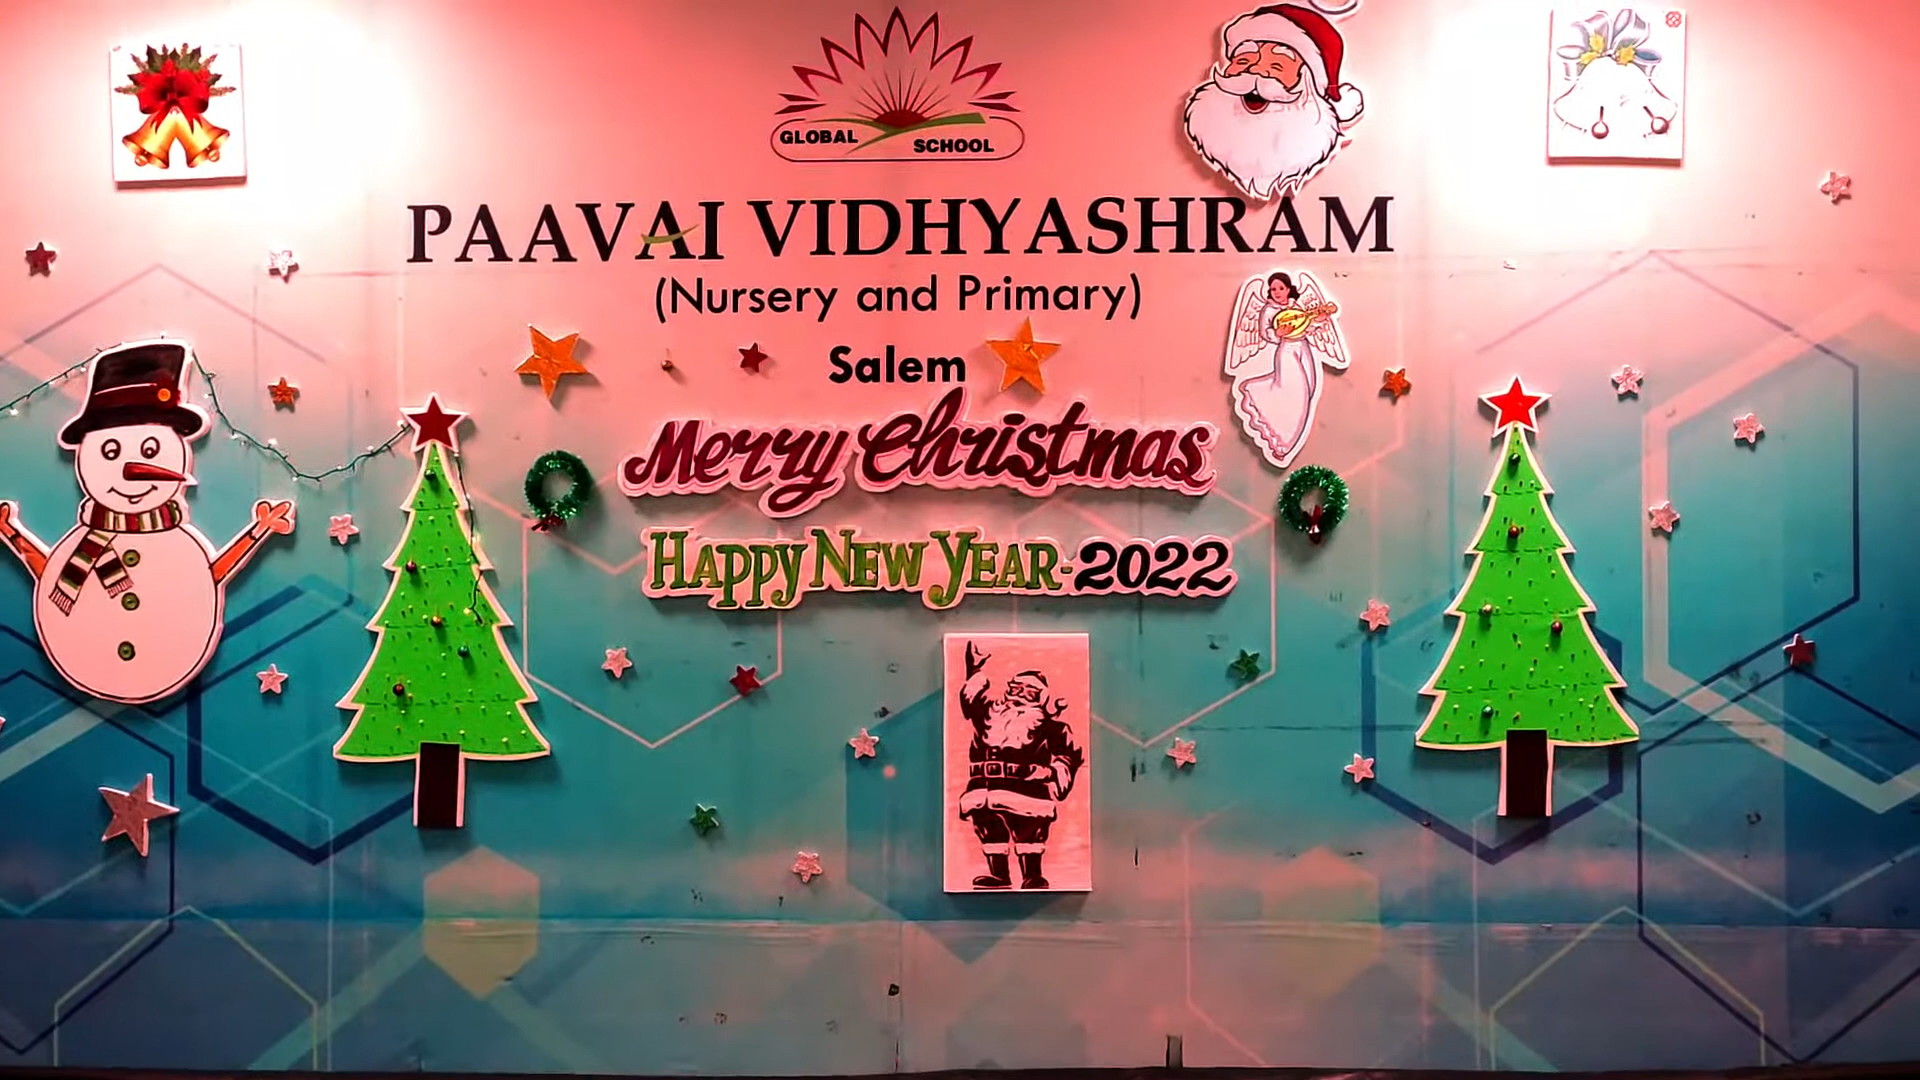 GLOBAL SCHOOL
PAAVAI VIDHYASHRAM
(Nursery and Primary)
Salem
Merry Christmas
HAPPY NEW YEAR-2022